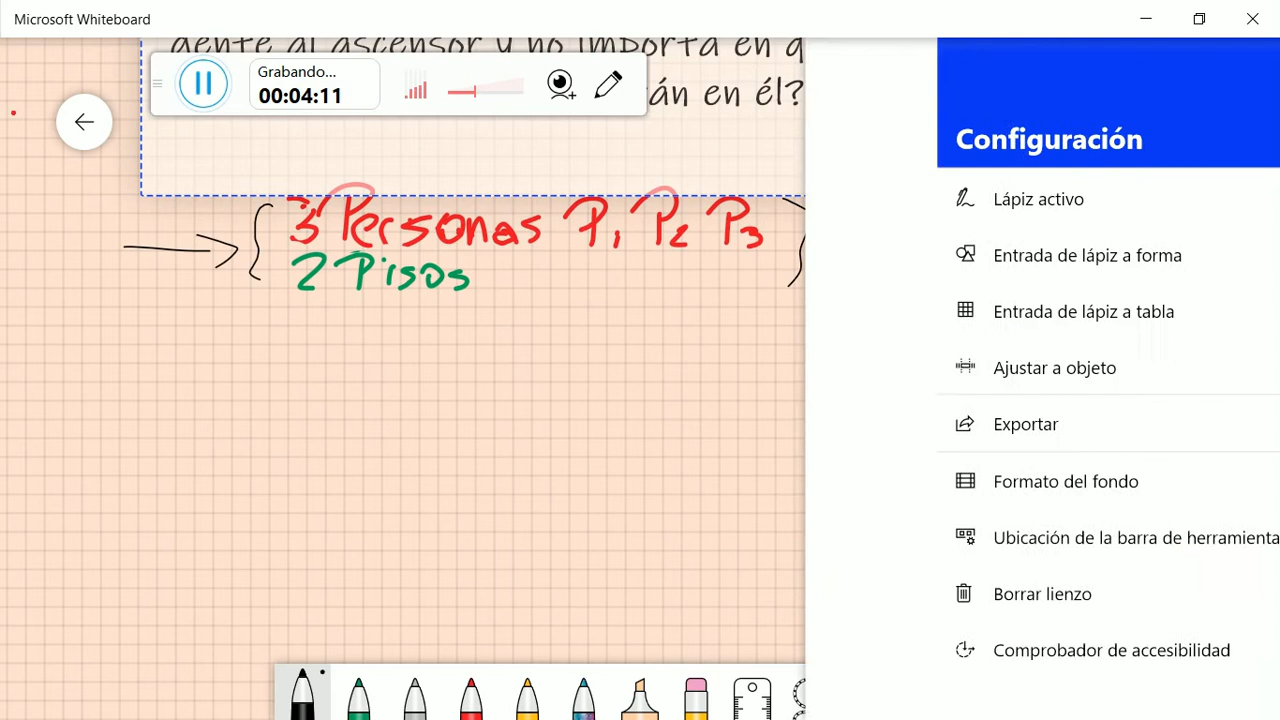 Microsoft Whiteboard
dente al ascensor y no importa en q
Grabando...
00:04:11
án en él?
3 Personas P1 P2 P3
2 Pisos
Configuración
Lápiz activo
Entrada de lápiz a forma
Entrada de lápiz a tabla
Ajustar a objeto
Exportar
Formato del fondo
Ubicación de la barra de herramienta
Borrar lienzo
Comprobador de accesibilidad